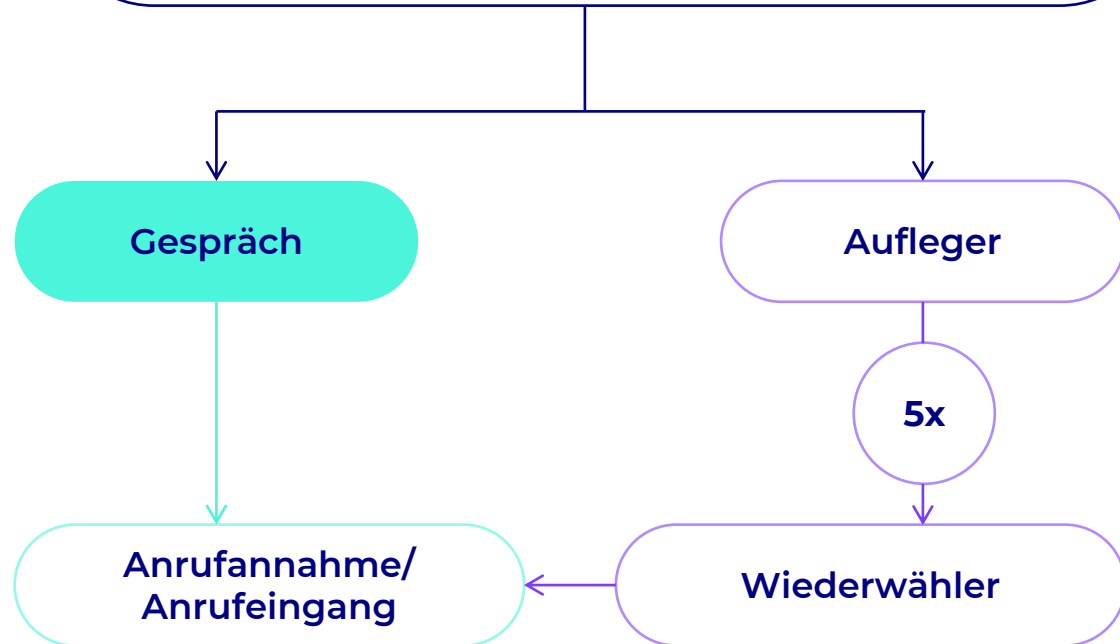 Gespräch
Aufleger
5x
Anrufannahme/
Anrufeingang
Wiederwähler